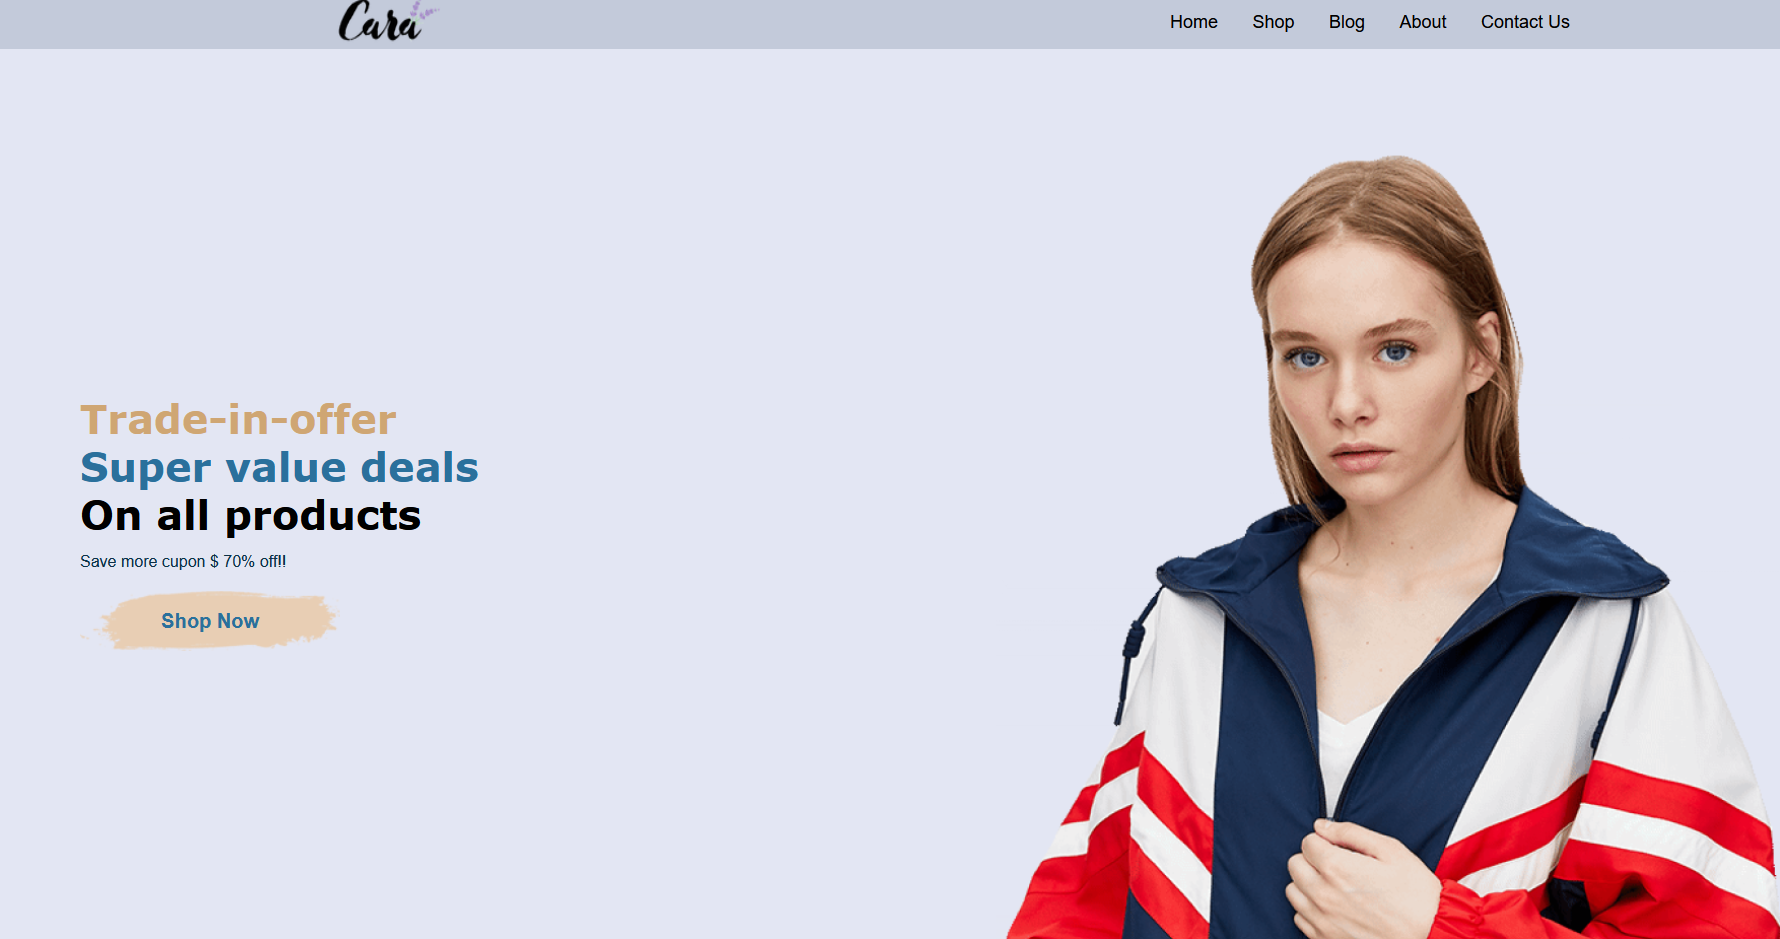 Cara
Home Shop Blog About Contact Us
Trade-in-offer
Super value deals
On all products
Save more cupon $ 70% off!!
Shop Now